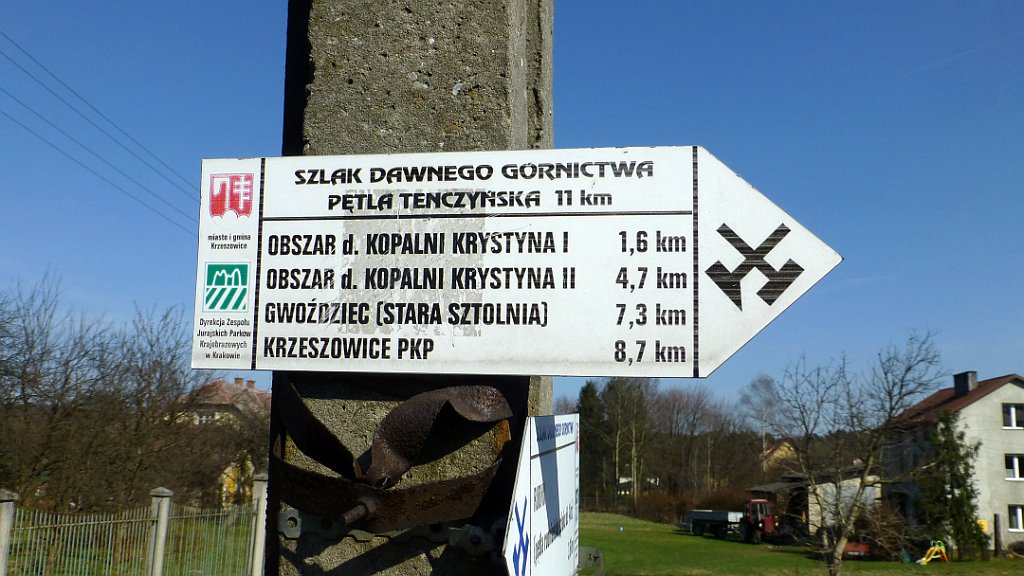 SZLAK DAWNEGO GÓRNICTWA
PĘTLA TENCZYŃSKA 11 km
miasto i gmina
Krzeszowice
OBSZAR d. KOPALNI KRYSTYNA I 1,6 km
OBSZAR d. KOPALNI KRYSTYNA II 4,7 km
GWOŹDZIEC (STARA SZTOLNIA) 7,3 km
KRZESZOWICE PKP 8,7 km
Dyrekcja Zespołu
Jurajskich Parków
Krajobrazowych
w Krakowie